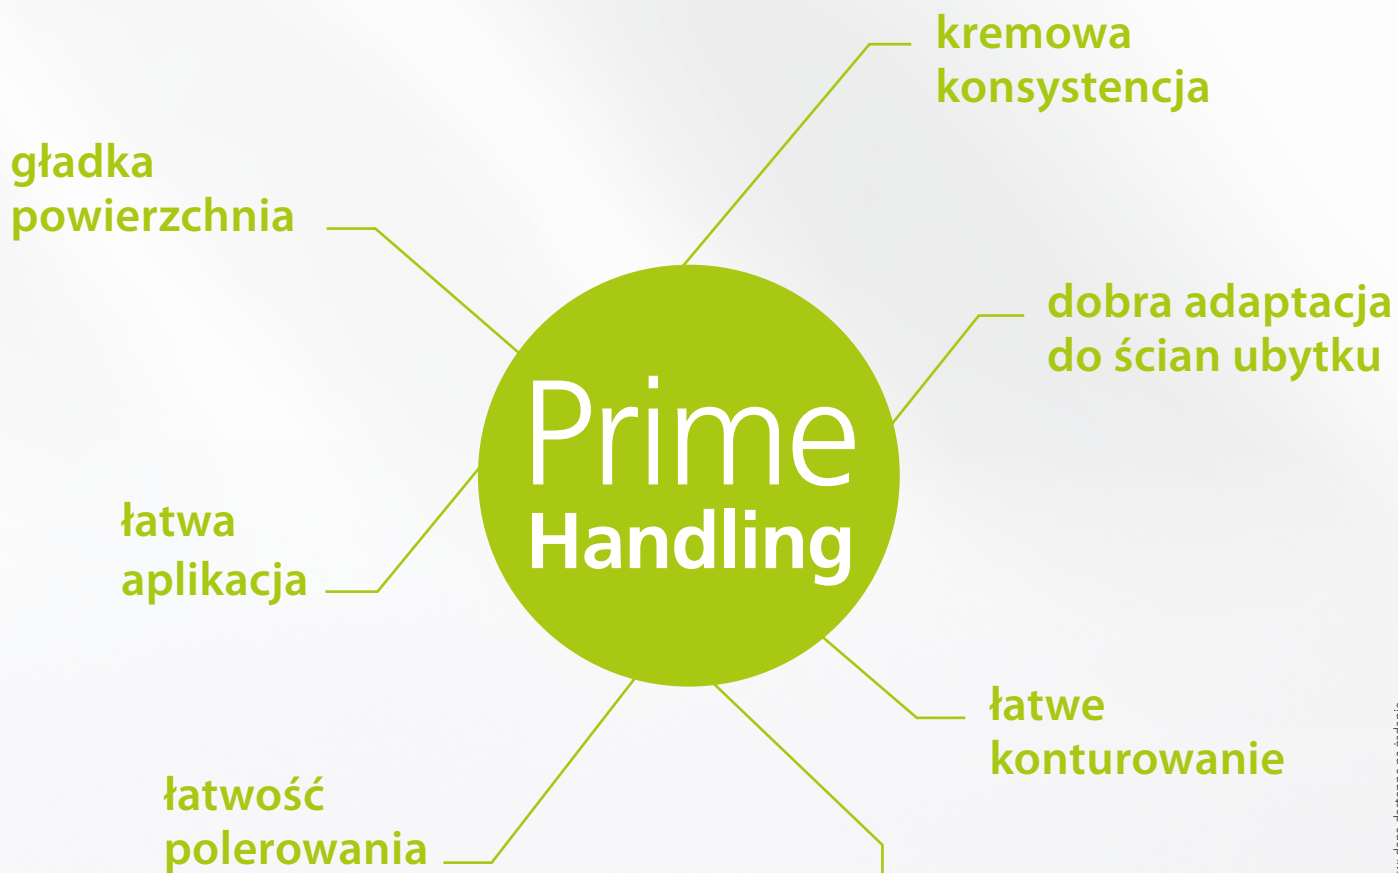 kremowa
konsystencja
gładka
powierzchnia
dobra adaptacja
do ścian ubytku
Prime
Handling
łatwa
aplikacja
łatwe
konturowanie
łatwość
polerowania